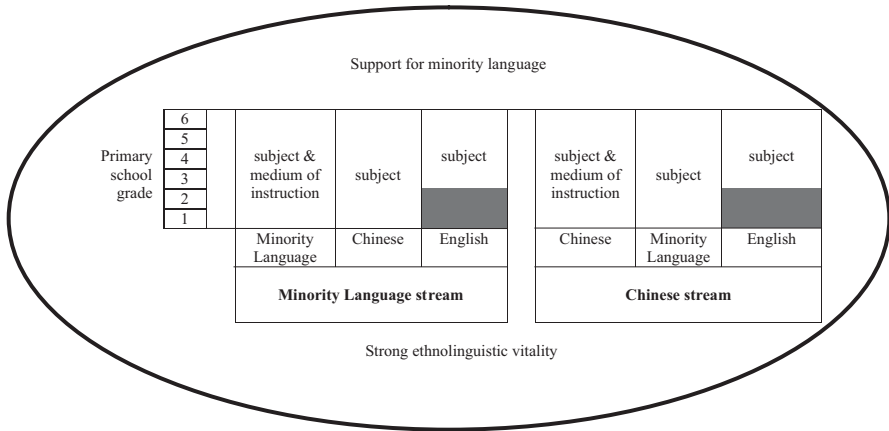 Support for minority language
6
5
4
3
2
1
Primary
school
grade
subject &
medium of
instruction
subject
subject
subject &
medium of
instruction
subject
subject
Minority
Language
Chinese
English
Chinese
Minority
Language
English
Minority Language stream
Chinese stream
Strong ethnolinguistic vitality